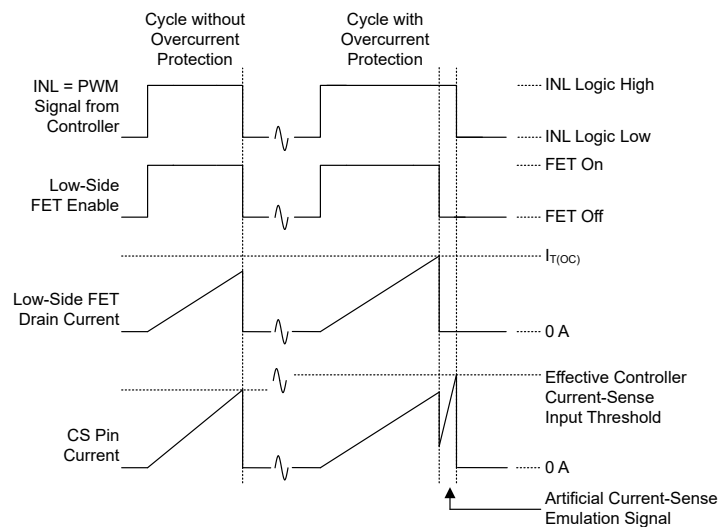 Cycle without
Overcurrent
Protection
Cycle with
Overcurrent
Protection
INL = PWM
Signal from
Controller
INL Logic High
INL Logic Low
Low-Side
FET Enable
FET On
FET Off
Low-Side FET
Drain Current
IT(OC)
0 A
CS Pin
Current
Effective Controller
Current-Sense
Input Threshold
0 A
Artificial Current-Sense
Emulation Signal